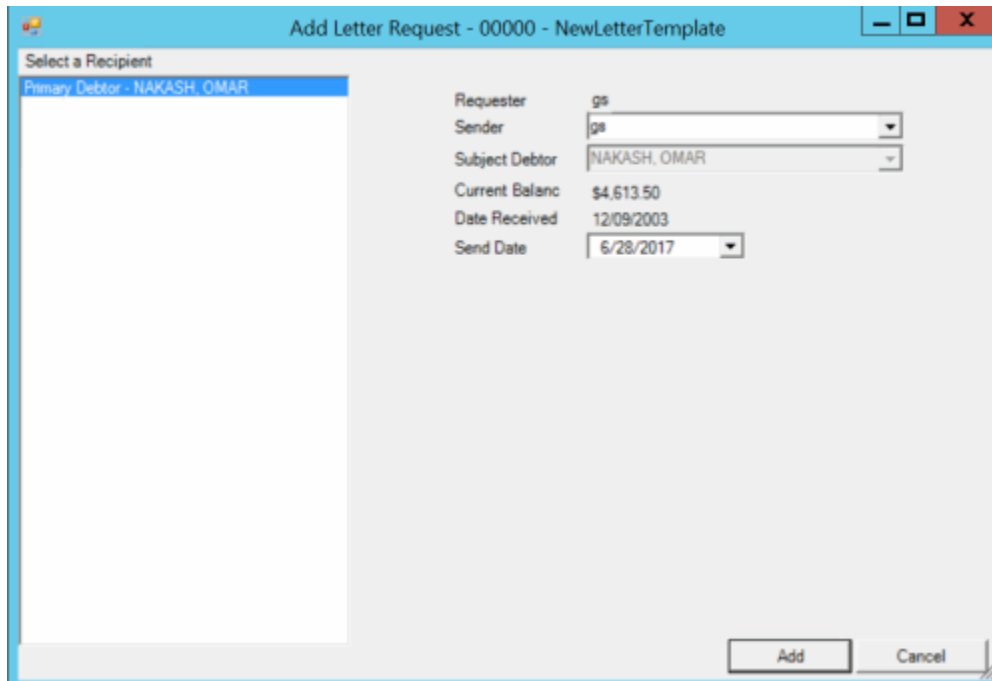 Add Letter Request - 00000 - NewLetterTemplate
Select a Recipient
Primary Debtor - NAKASH, OMAR
Requester gs
Sender gs
Subject Debtor NAKASH, OMAR
Current Balanc $4,613.50
Date Received 12/09/2003
Send Date 6/28/2017
Add Cancel